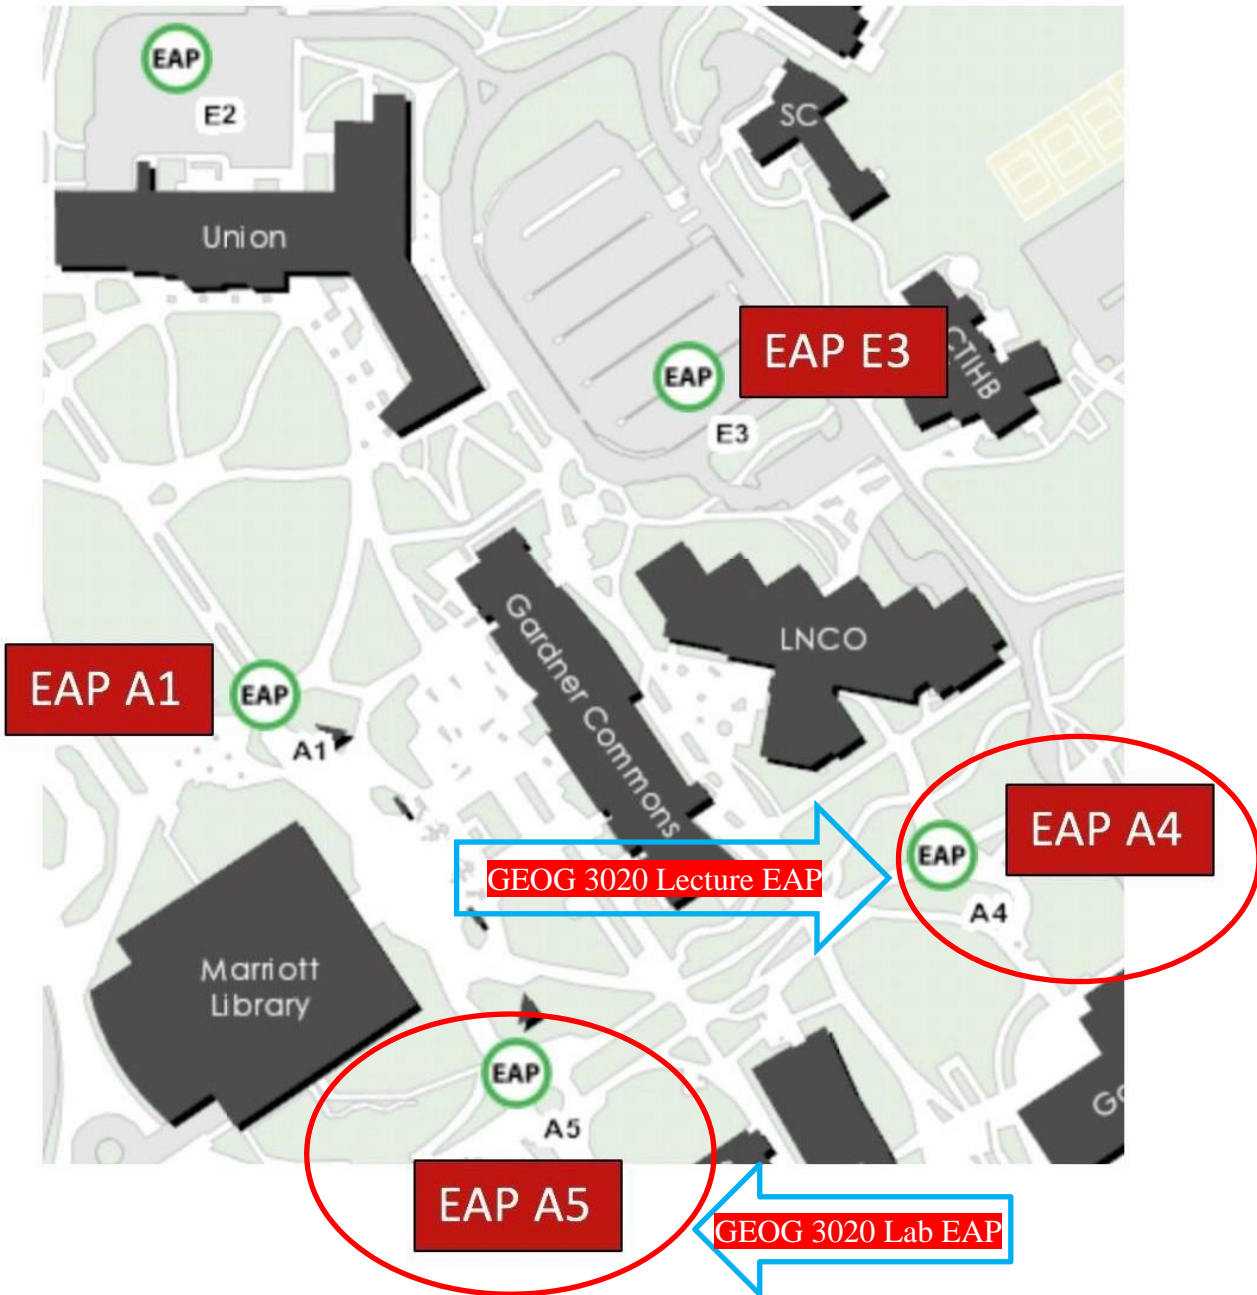 EAP
E2
SC
Union
EAP E3
CTIHB
EAP
E3
Gardner Commons
LNCO
EAP A1
EAP
A1
EAP A4
EAP
A4
GEOG 3020 Lecture EAP
Marriott
Library
EAP
A5
EAP A5
GEOG 3020 Lab EAP